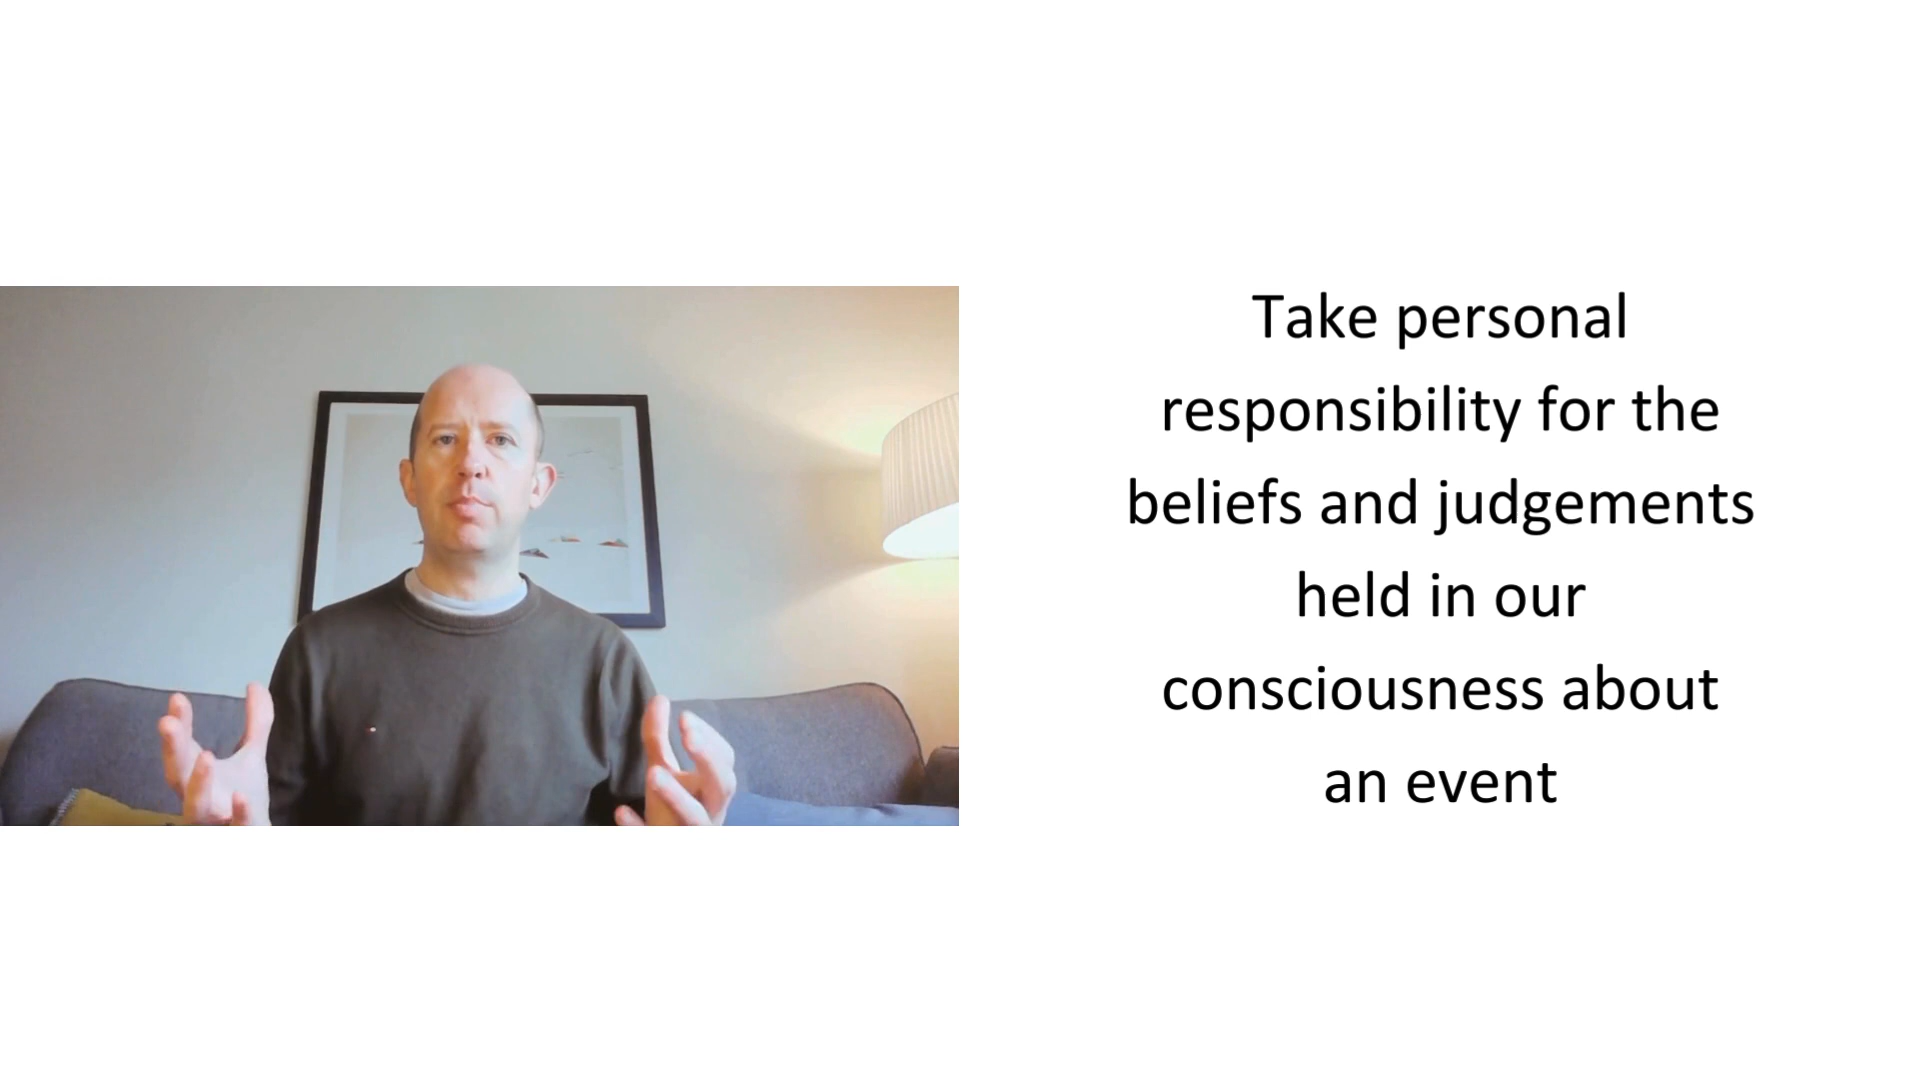 Take personal
responsibility for the
beliefs and judgements
held in our
consciousness about
an event